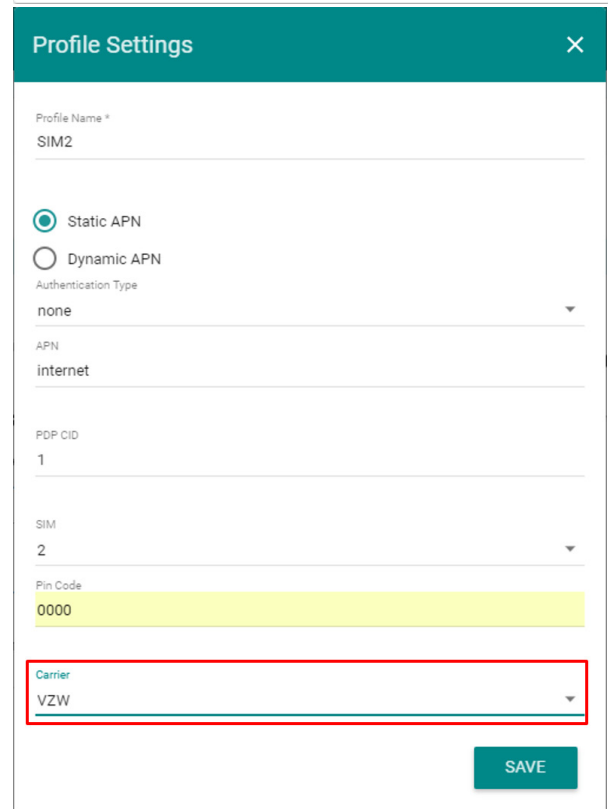 Profile Settings
Profile Name *
SIM2
Static APN
Dynamic APN
Authentication Type
none
APN
internet
PDP CID
1
SIM
2
Pin Code
0000
Carrier
VZW
SAVE